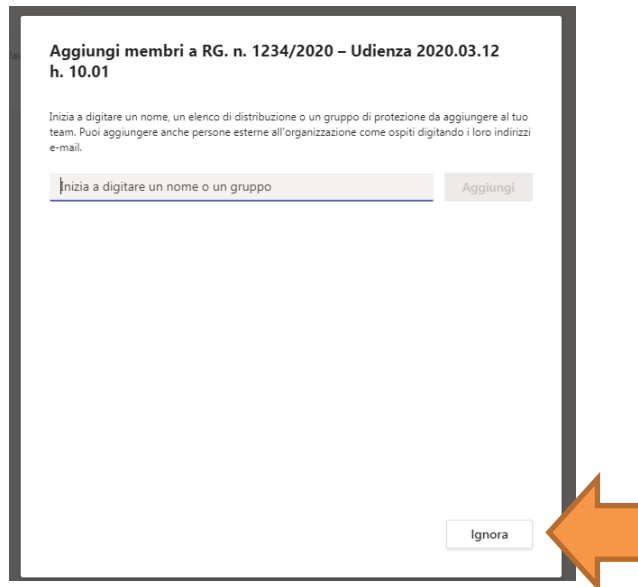 Aggiungi membri a RG. n. 1234/2020 – Udienza 2020.03.12
h. 10.01
Inizia a digitare un nome, un elenco di distribuzione o un gruppo di protezione da aggiungere al tuo
team. Puoi aggiungere anche persone esterne all'organizzazione come ospiti digitando i loro indirizzi
e-mail.
Inizia a digitare un nome o un gruppo
Aggiungi
Ignora